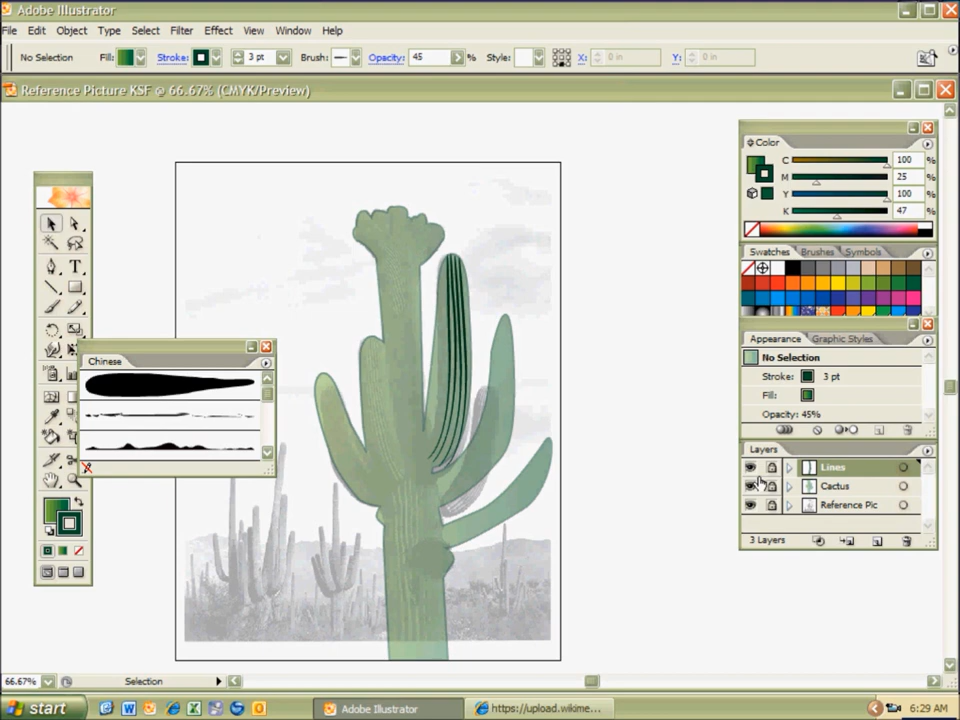 Adobe Illustrator
File Edit Object Type Select Filter Effect View Window Help
No Selection Fill: Stroke: 3 pt Brush: Opacity: 45 % Style: X: 0 in Y: 0 in
Reference Picture KSF @ 66.67% (CMYK/Preview)
Color
C 100 %
M 25 %
Y 100 %
K 47 %
Swatches Brushes Symbols
T
Chinese
Appearance Graphic Styles
No Selection
Stroke: 3 pt
Fill:
Opacity: 45%
Layers
Lines
Cactus
Reference Pic
3 Layers
66.67% Selection
start Adobe Illustrator https://upload.wikime... 6:29 AM